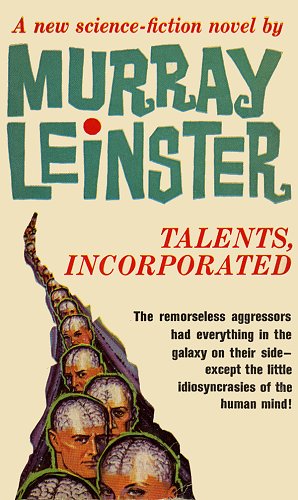 A new science-fiction novel by
MURRAY
LEINSTER
TALENTS,
INCORPORATED
The remorseless aggressors
had everything in the
galaxy on their side—
except the little
idiosyncrasies of the
human mind!